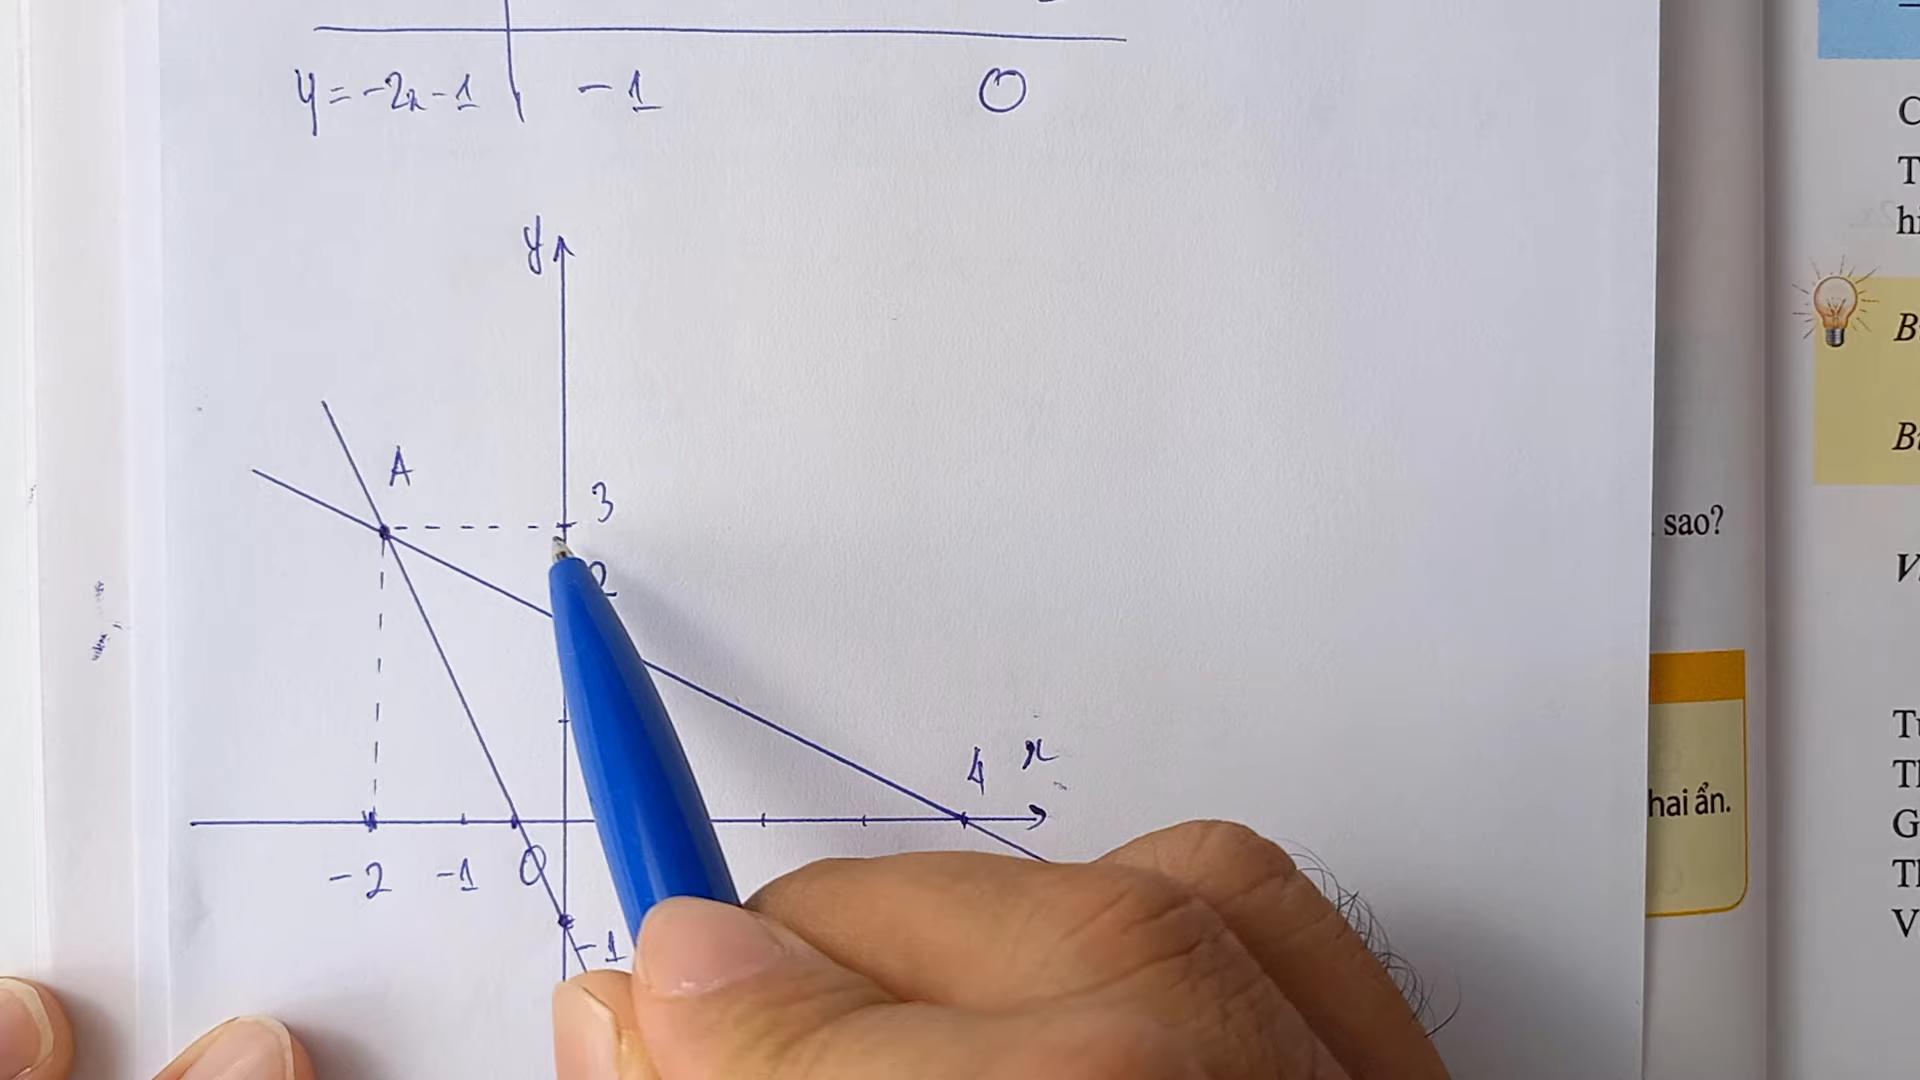 y = -2x - 1 -1 0
y
A
3
2
4 x
-2 -1 O
-1
sao?
hai ẩn.